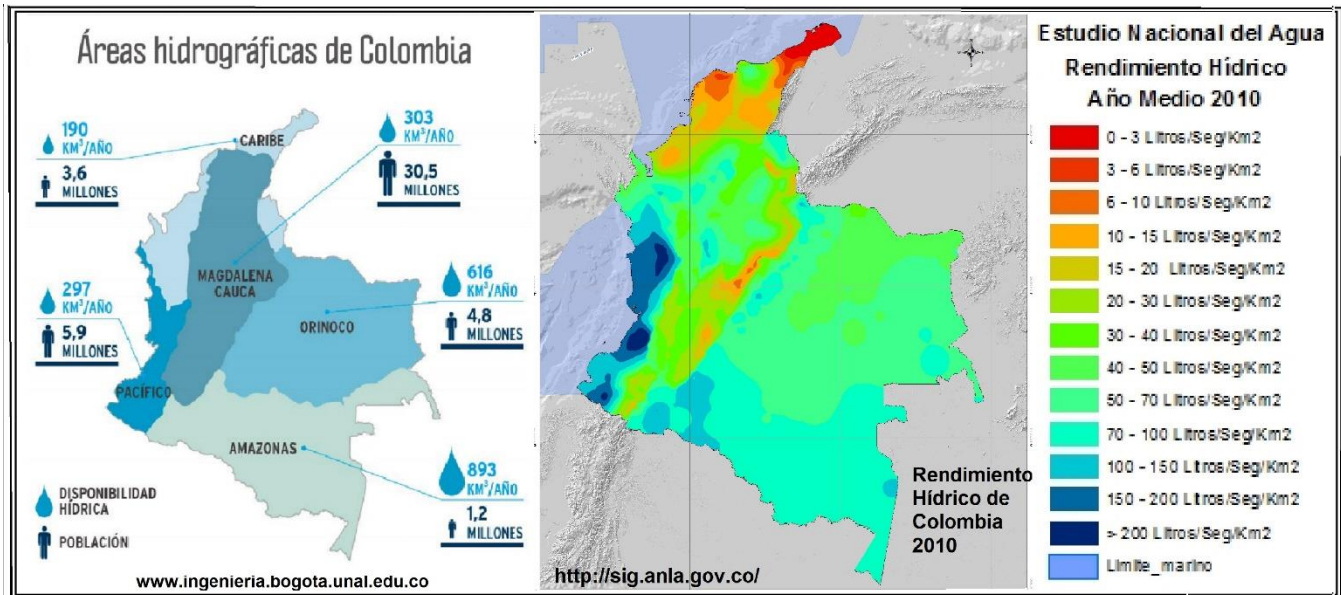 Áreas hidrográficas de Colombia
190
KM³/AÑO
3,6
MILLONES
CARIBE
303
KM³/AÑO
30,5
MILLONES
MAGDALENA
CAUCA
297
KM³/AÑO
5,9
MILLONES
PACÍFICO
ORINOCO
616
KM³/AÑO
4,8
MILLONES
AMAZONAS
893
KM³/AÑO
1,2
MILLONES
DISPONIBILIDAD
HÍDRICA
POBLACIÓN
www.ingenieria.bogota.unal.edu.co
Rendimiento
Hídrico de
Colombia
2010
http://sig.anla.gov.co/
Estudio Nacional del Agua
Rendimiento Hídrico
Año Medio 2010
0 - 3 Litros/Seg/Km2
3 - 6 Litros/Seg/Km2
6 - 10 Litros/Seg/Km2
10 - 15 Litros/Seg/Km2
15 - 20 Litros/Seg/Km2
20 - 30 Litros/Seg/Km2
30 - 40 Litros/Seg/Km2
40 - 50 Litros/Seg/Km2
50 - 70 Litros/Seg/Km2
70 - 100 Litros/Seg/Km2
100 - 150 Litros/Seg/Km2
150 - 200 Litros/Seg/Km2
> 200 Litros/Seg/Km2
Limite_marino